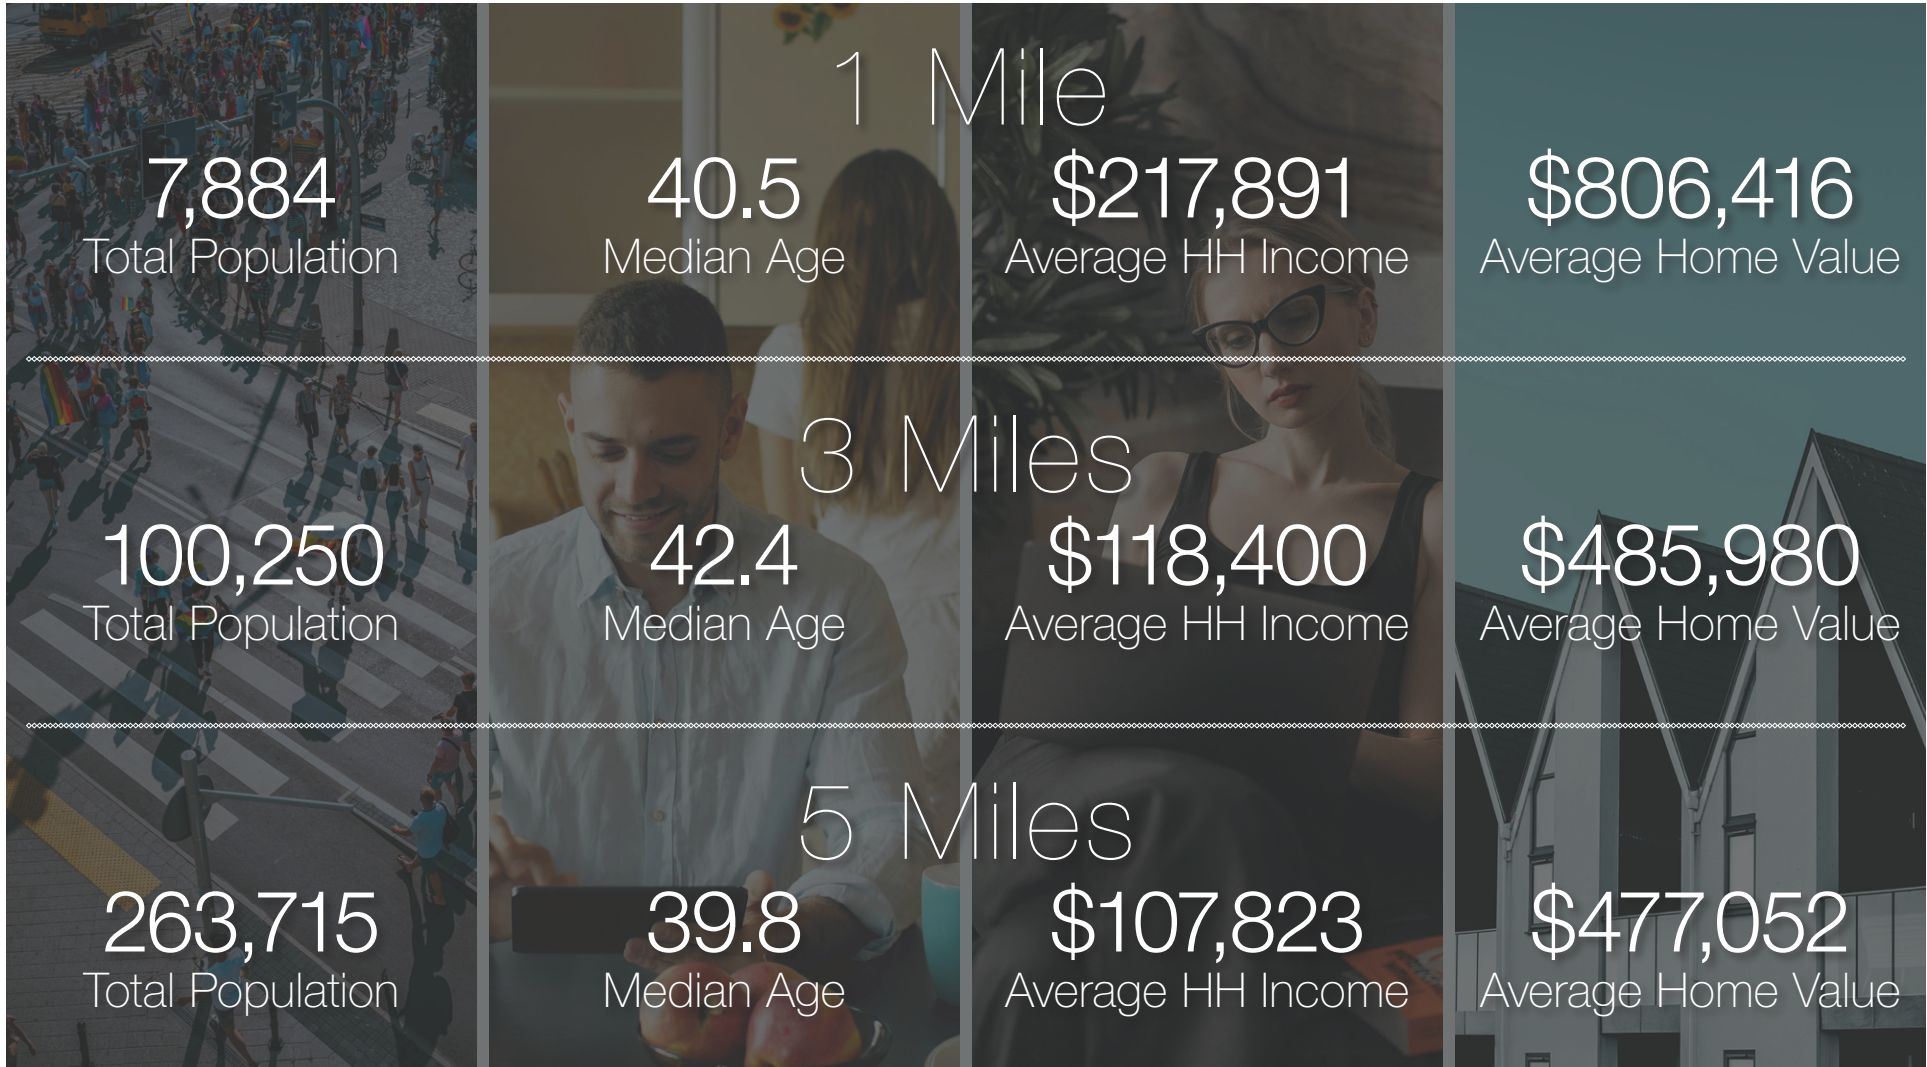 1 Mile
7,884
Total Population
40.5
Median Age
$217,891
Average HH Income
$806,416
Average Home Value
3 Miles
100,250
Total Population
42.4
Median Age
$118,400
Average HH Income
$485,980
Average Home Value
5 Miles
263,715
Total Population
39.8
Median Age
$107,823
Average HH Income
$477,052
Average Home Value